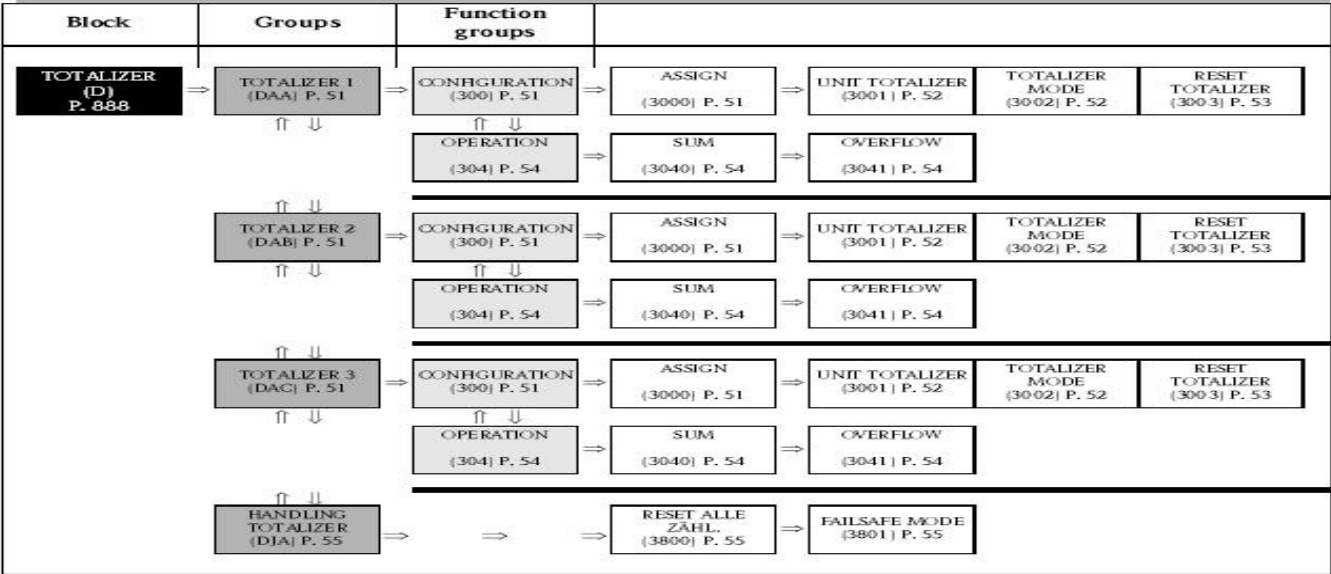 Block
Groups
Function
groups
TOTALIZER
(D)
P. 888
TOTALIZER 1
(DAA) P. 51
CONFIGURATION
(300) P. 51
ASSIGN
(3000) P. 51
UNIT TOTALIZER
(3001) P. 52
TOTALIZER
MODE
(3002) P. 52
RESET
TOTALIZER
(3003) P. 53
OPERATION
(304) P. 54
SUM
(3040) P. 54
OVERFLOW
(3041) P. 54
TOTALIZER 2
(DAB) P. 51
CONFIGURATION
(300) P. 51
ASSIGN
(3000) P. 51
UNIT TOTALIZER
(3001) P. 52
TOTALIZER
MODE
(3002) P. 52
RESET
TOTALIZER
(3003) P. 53
OPERATION
(304) P. 54
SUM
(3040) P. 54
OVERFLOW
(3041) P. 54
TOTALIZER 3
(DAC) P. 51
CONFIGURATION
(300) P. 51
ASSIGN
(3000) P. 51
UNIT TOTALIZER
(3001) P. 52
TOTALIZER
MODE
(3002) P. 52
RESET
TOTALIZER
(3003) P. 53
OPERATION
(304) P. 54
SUM
(3040) P. 54
OVERFLOW
(3041) P. 54
HANDLING
TOTALIZER
(DJA) P. 55
RESET ALLE
ZÄHL.
(3800) P. 55
FAILSAFE MODE
(3801) P. 55